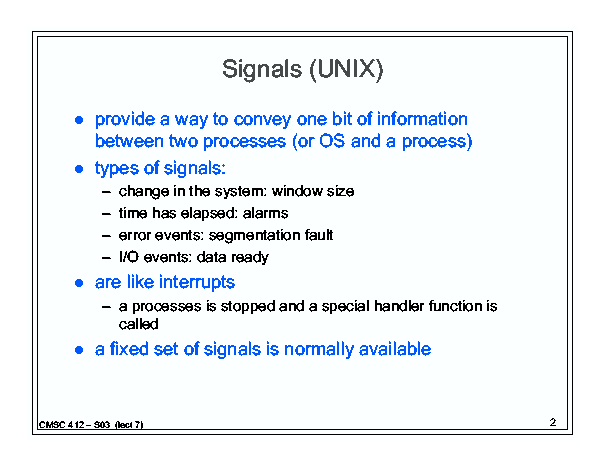 Signals (UNIX)
● provide a way to convey one bit of information
between two processes (or OS and a process)
● types of signals:
– change in the system: window size
– time has elapsed: alarms
– error events: segmentation fault
– I/O events: data ready
● are like interrupts
– a processes is stopped and a special handler function is
called
● a fixed set of signals is normally available
CMSC 412 – S03 (lect 7)
2